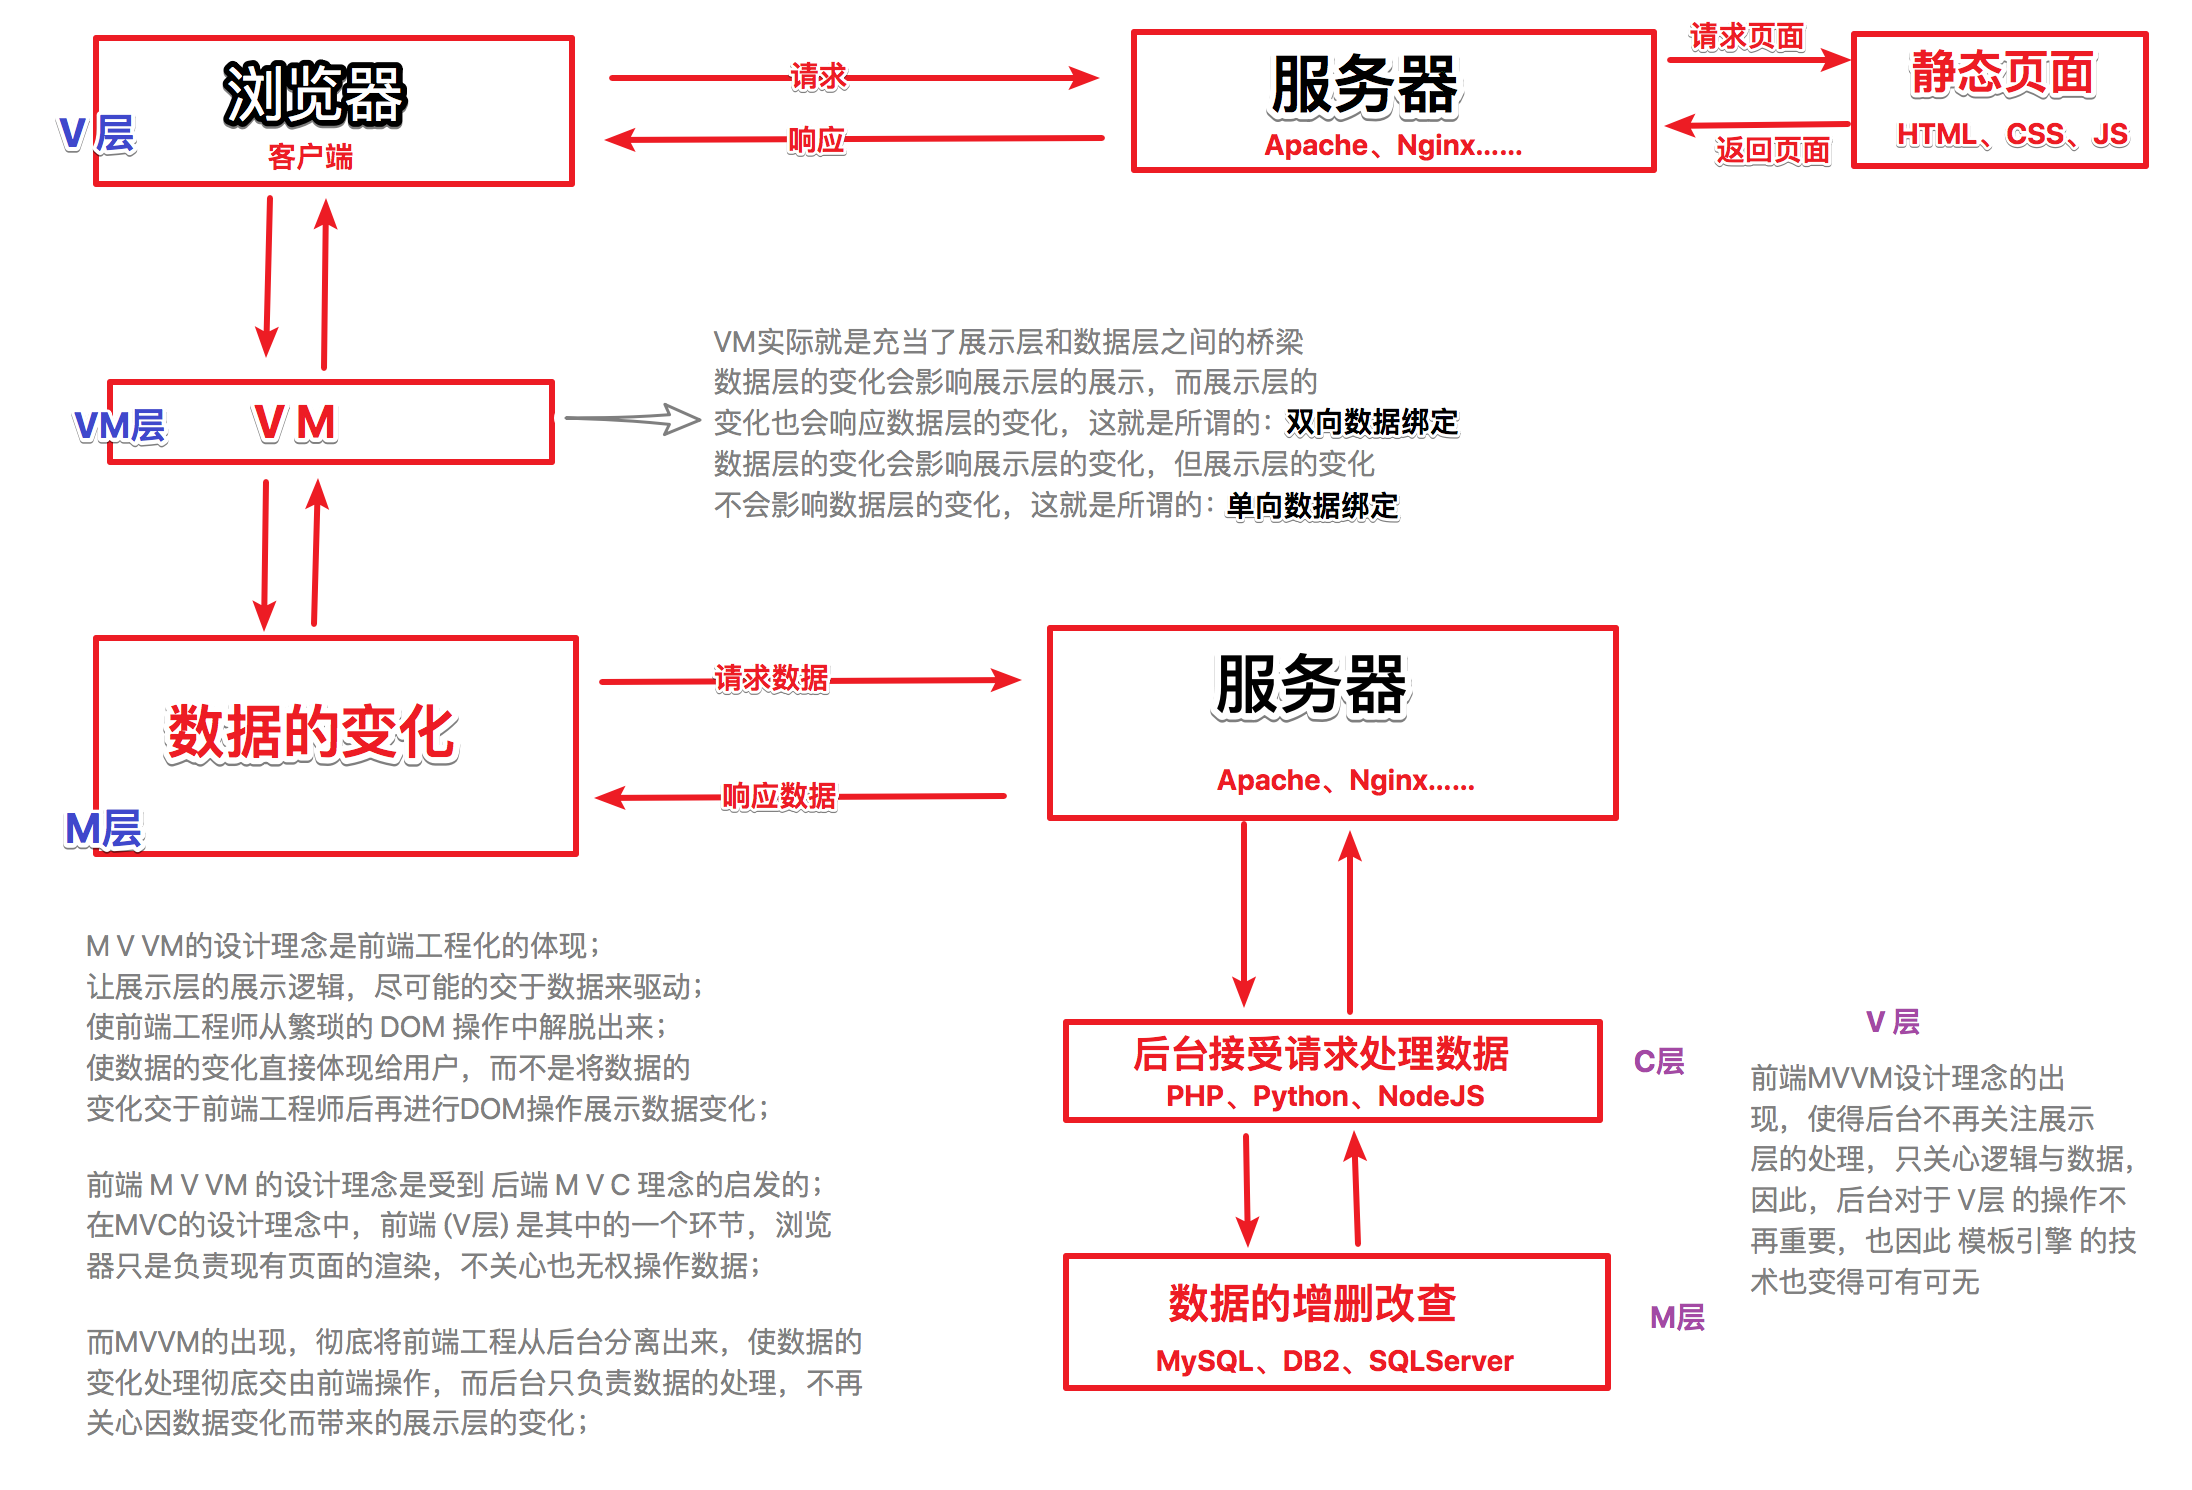 浏览器
客户端
V 层
请求
响应
服务器
Apache、Nginx......
请求页面
返回页面
静态页面
HTML、CSS、JS
VM层
V M
VM实际就是充当了展示层和数据层之间的桥梁
数据层的变化会影响展示层的展示，而展示层的
变化也会响应数据层的变化，这就是所谓的：双向数据绑定
数据层的变化会影响展示层的变化，但展示层的变化
不会影响数据层的变化，这就是所谓的：单向数据绑定
数据的变化
M层
请求数据
响应数据
服务器
Apache、Nginx......
后台接受请求处理数据
PHP、Python、NodeJS
C层
数据的增删改查
MySQL、DB2、SQLServer
M层
V 层
前端MVVM设计理念的出
现，使得后台不再关注展示
层的处理，只关心逻辑与数据，
因此，后台对于 V层 的操作不
再重要，也因此 模板引擎 的技
术也变得可有可无
M V VM的设计理念是前端工程化的体现；
让展示层的展示逻辑，尽可能的交于数据来驱动；
使前端工程师从繁琐的 DOM 操作中解脱出来；
使数据的变化直接体现给用户，而不是将数据的
变化交于前端工程师后再进行DOM操作展示数据变化；
前端 M V VM 的设计理念是受到 后端 M V C 理念的启发的；
在MVC的设计理念中，前端 (V层) 是其中的一个环节，浏览
器只是负责现有页面的渲染，不关心也无权操作数据；
而MVVM的出现，彻底将前端工程从后台分离出来，使数据的
变化处理彻底交由前端操作，而后台只负责数据的处理，不再
关心因数据变化而带来的展示层的变化；